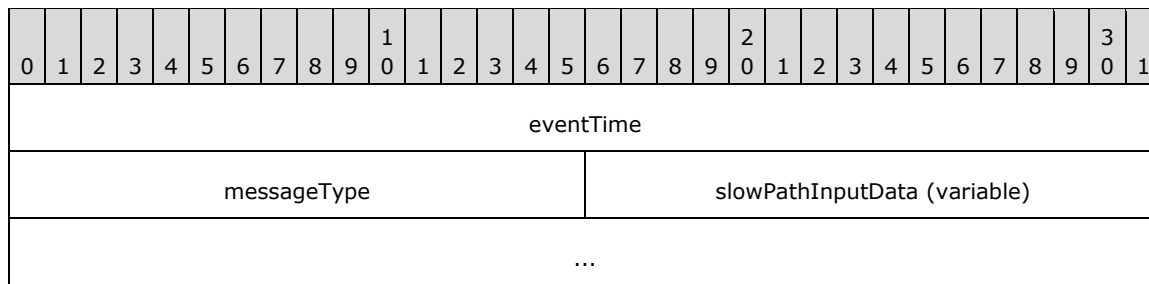 1 2 3
0 1 2 3 4 5 6 7 8 9 0 1 2 3 4 5 6 7 8 9 0 1 2 3 4 5 6 7 8 9 0 1
eventTime
messageType slowPathInputData (variable)
...